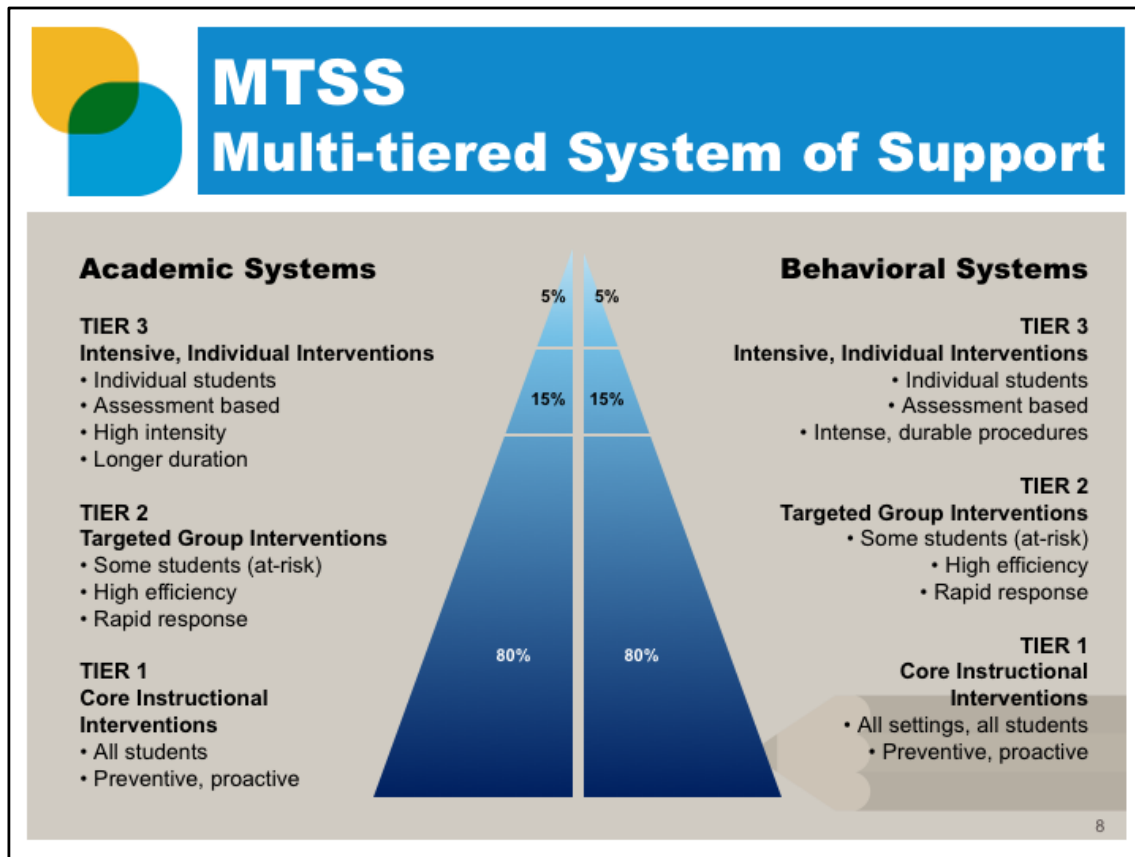 MTSS
Multi-tiered System of Support
Academic Systems
TIER 3
Intensive, Individual Interventions
• Individual students
• Assessment based
• High intensity
• Longer duration
TIER 2
Targeted Group Interventions
• Some students (at-risk)
• High efficiency
• Rapid response
TIER 1
Core Instructional
Interventions
• All students
• Preventive, proactive
5% 5%
15% 15%
80% 80%
Behavioral Systems
TIER 3
Intensive, Individual Interventions
• Individual students
• Assessment based
• Intense, durable procedures
TIER 2
Targeted Group Interventions
• Some students (at-risk)
• High efficiency
• Rapid response
TIER 1
Core Instructional
Interventions
• All settings, all students
• Preventive, proactive
8